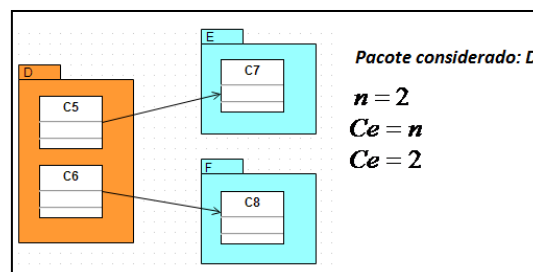 E
C7
Pacote considerado: D
D
C5
n = 2
Ce = n
C6
Ce = 2
F
C8